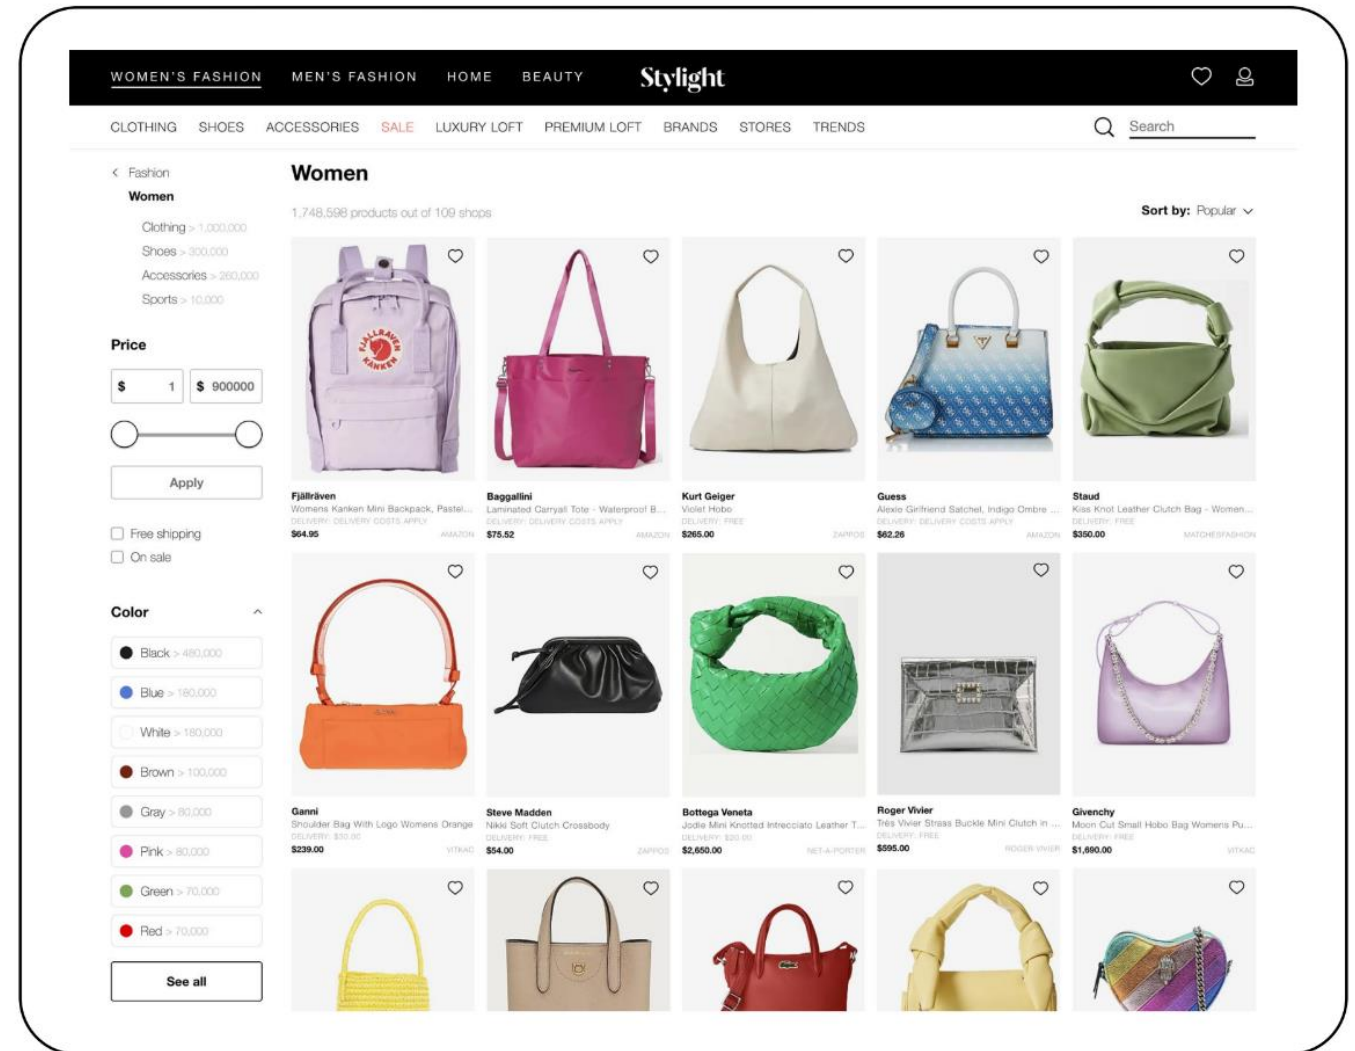 WOMEN'S FASHION MEN'S FASHION HOME BEAUTY Stylight
CLOTHING SHOES ACCESSORIES SALE LUXURY LOFT PREMIUM LOFT BRANDS STORES TRENDS Search
< Fashion
Women
Clothing > 1,000,000
Shoes > 300,000
Accessories > 260,000
Sports > 10,000
Price
$ 1 $ 900000
Apply
Free shipping
On sale
Color
Black > 480,000
Blue > 180,000
White > 180,000
Brown > 100,000
Gray > 80,000
Pink > 80,000
Green > 70,000
Red > 70,000
See all
Women
1,748,598 products out of 109 shops
Sort by: Popular
FJÄLLRÄVEN
KÅNKEN
Fjällräven
Womens Kanken Mini Backpack, Pastel...
DELIVERY: DELIVERY COSTS APPLY
$64.95 AMAZON
Baggallini
Laminated Carryall Tote - Waterproof B...
DELIVERY: DELIVERY COSTS APPLY
$75.52 AMAZON
Kurt Geiger
Violet Hobo
DELIVERY: FREE
$265.00 ZAPPOS
Guess
Alexie Girlfriend Satchel, Indigo Ombre ...
DELIVERY: DELIVERY COSTS APPLY
$62.26 AMAZON
Staud
Kiss Knot Leather Clutch Bag - Women...
DELIVERY: FREE
$350.00 MATCHESFASHION
Ganni
Shoulder Bag With Logo Womens Orange
DELIVERY: $30.00
$239.00 VITKAC
Steve Madden
Nikki Soft Clutch Crossbody
DELIVERY: FREE
$54.00 ZAPPOS
Bottega Veneta
Jodie Mini Knotted Intrecciato Leather T...
DELIVERY: $20.00
$2,650.00 NET-A-PORTER
Roger Vivier
Très Vivier Strass Buckle Mini Clutch in ...
DELIVERY: FREE
$595.00 ROGER VIVIER
Givenchy
Moon Cut Small Hobo Bag Womens Pu...
DELIVERY: FREE
$1,690.00 VITKAC